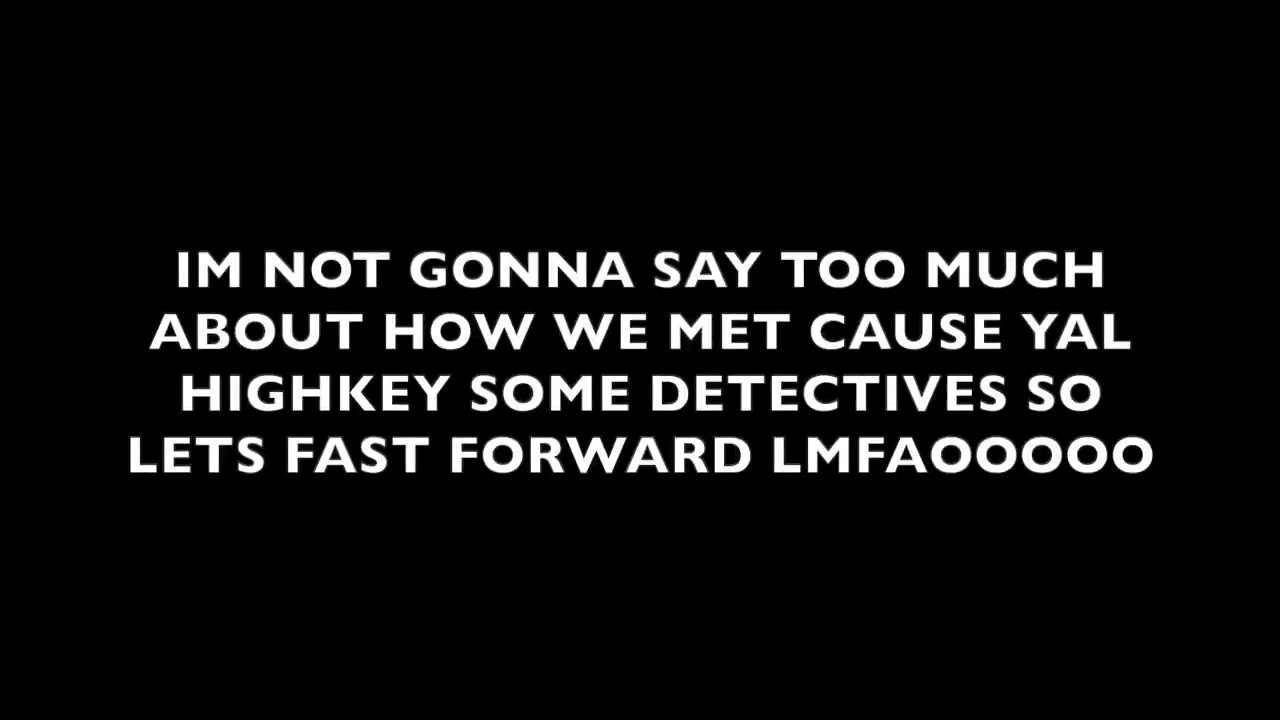 IM NOT GONNA SAY TOO MUCH
ABOUT HOW WE MET CAUSE YAL
HIGHKEY SOME DETECTIVES SO
LETS FAST FORWARD LMFAOOOOO